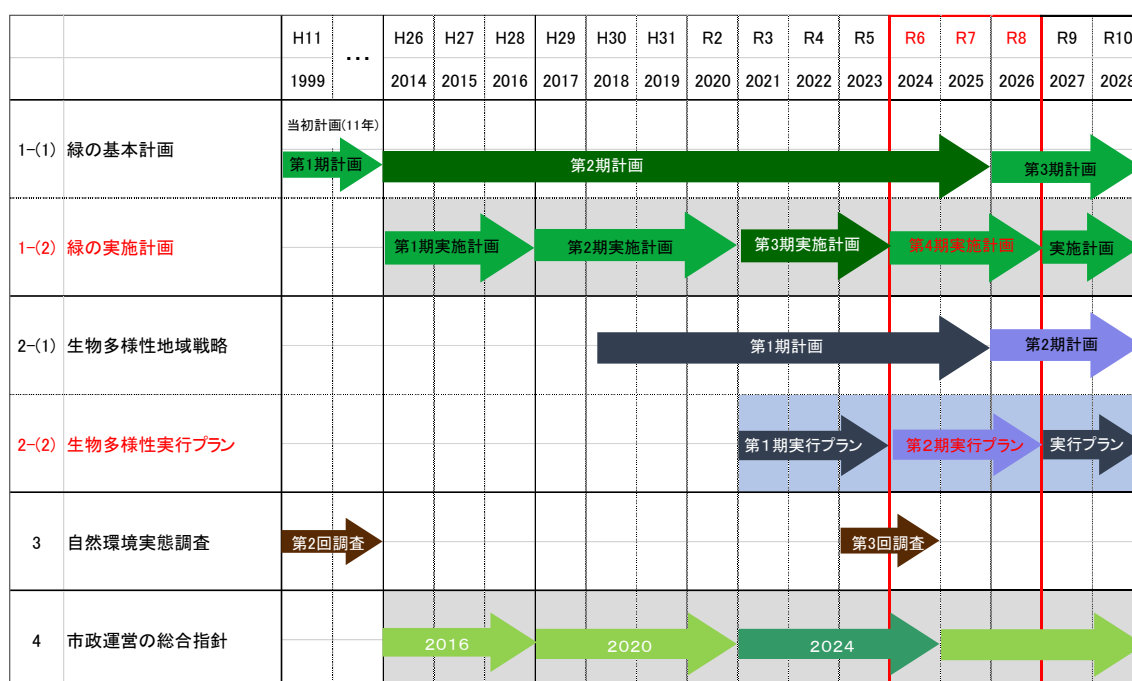 H11 … H26 H27 H28 H29 H30 H31 R2 R3 R4 R5 R6 R7 R8 R9 R10
1999 2014 2015 2016 2017 2018 2019 2020 2021 2022 2023 2024 2025 2026 2027 2028
当初計画(11年)
1-(1) 緑の基本計画
第1期計画 第2期計画 第3期計画
1-(2) 緑の実施計画
第1期実施計画 第2期実施計画 第3期実施計画 第4期実施計画 実施計画
2-(1) 生物多様性地域戦略
第1期計画 第2期計画
2-(2) 生物多様性実行プラン
第1期実行プラン 第2期実行プラン 実行プラン
3 自然環境実態調査
第2回調査 第3回調査
4 市政運営の総合指針
2016 2020 2024